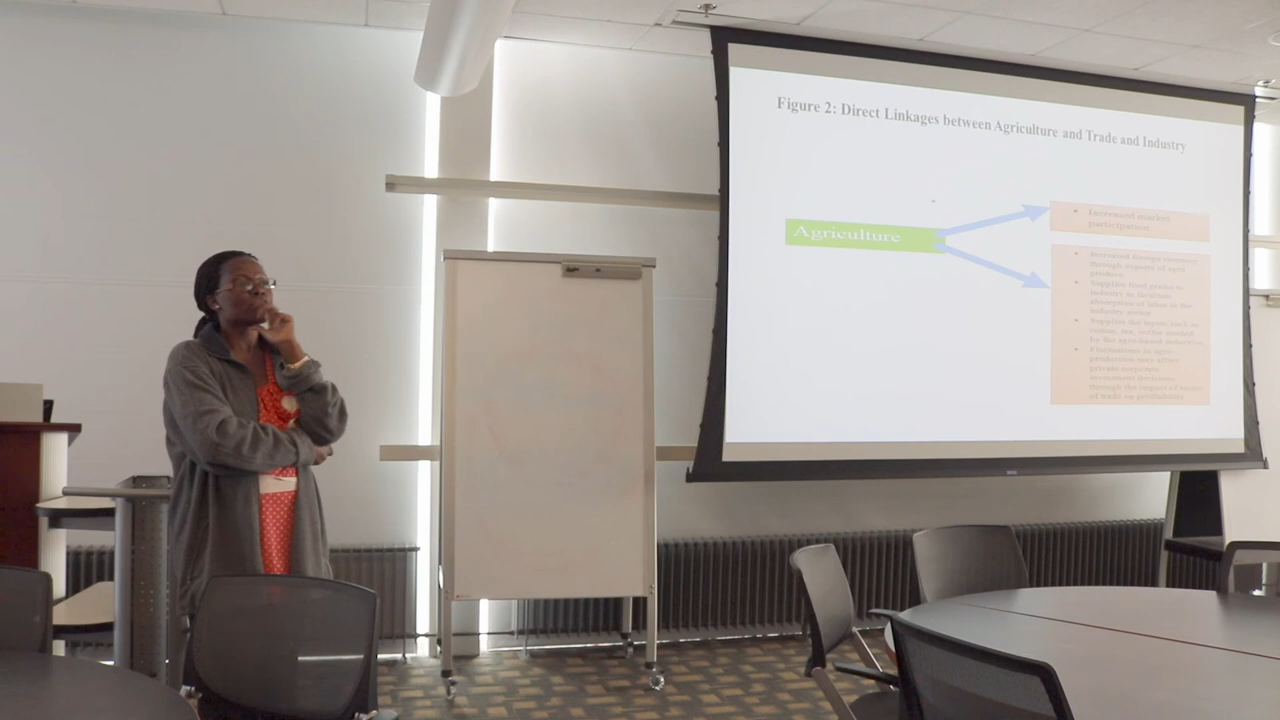 Figure 2: Direct Linkages between Agriculture and Trade and Industry
Agriculture
Increased market
participation
Increased foreign currency
through exports of agro
produce
Supplies food grains to
industry to facilitate
absorption of labor in the
industry sector
Supplies the inputs such as
cotton, tea, coffee needed
by the agro-based industries
Fluctuations in agric
production may affect
private corporate
investment decisions
through the impact of terms
of trade on profitability